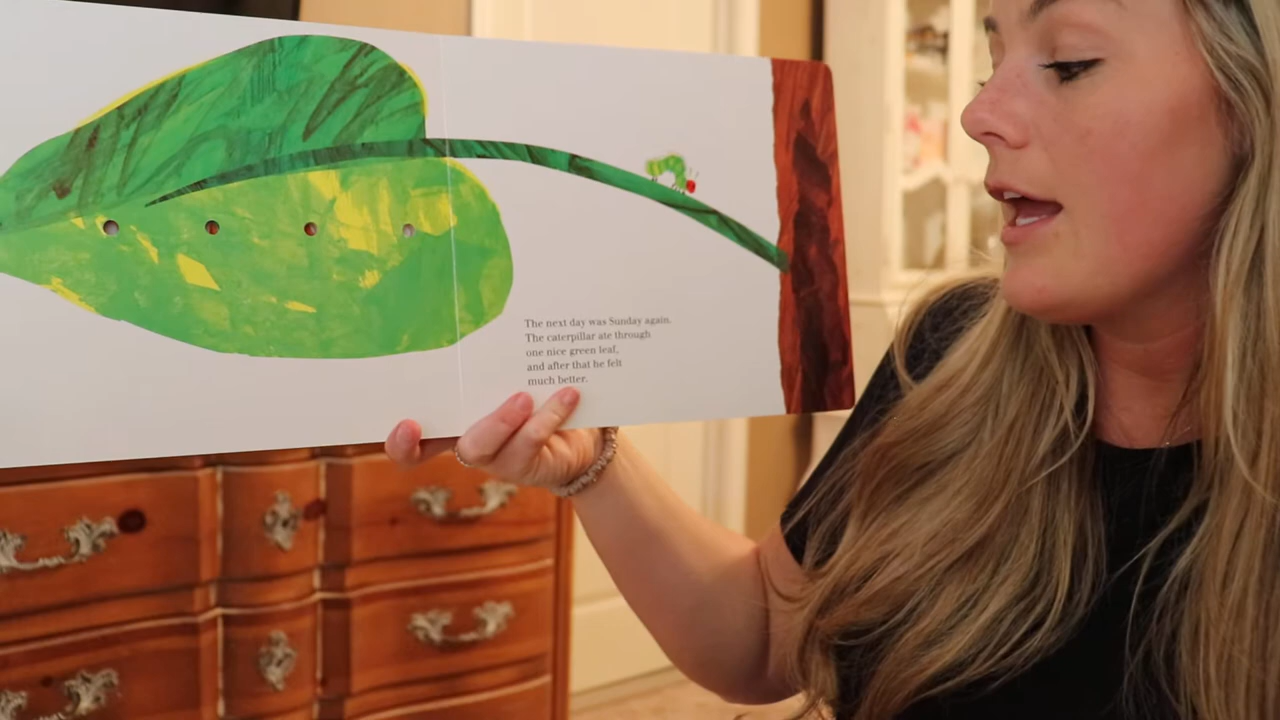 The next day was Sunday again.
The caterpillar ate through
one nice green leaf,
and after that he felt
much better.